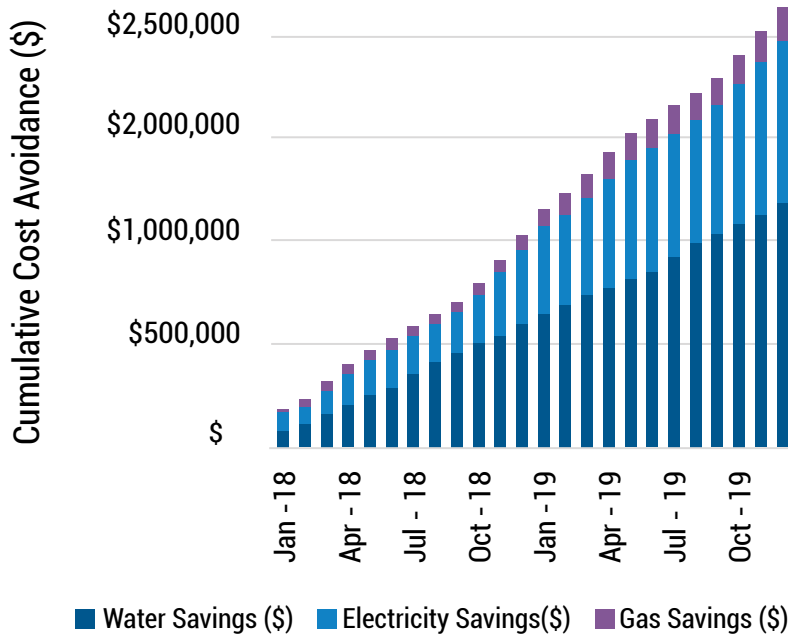 Cumulative Cost Avoidance ($)
$2,500,000
$2,000,000
$1,000,000
$500,000
$
Jan - 18
Apr - 18
Jul - 18
Oct - 18
Jan - 19
Apr - 19
Jul - 19
Oct - 19
Water Savings ($) Electricity Savings($) Gas Savings ($)